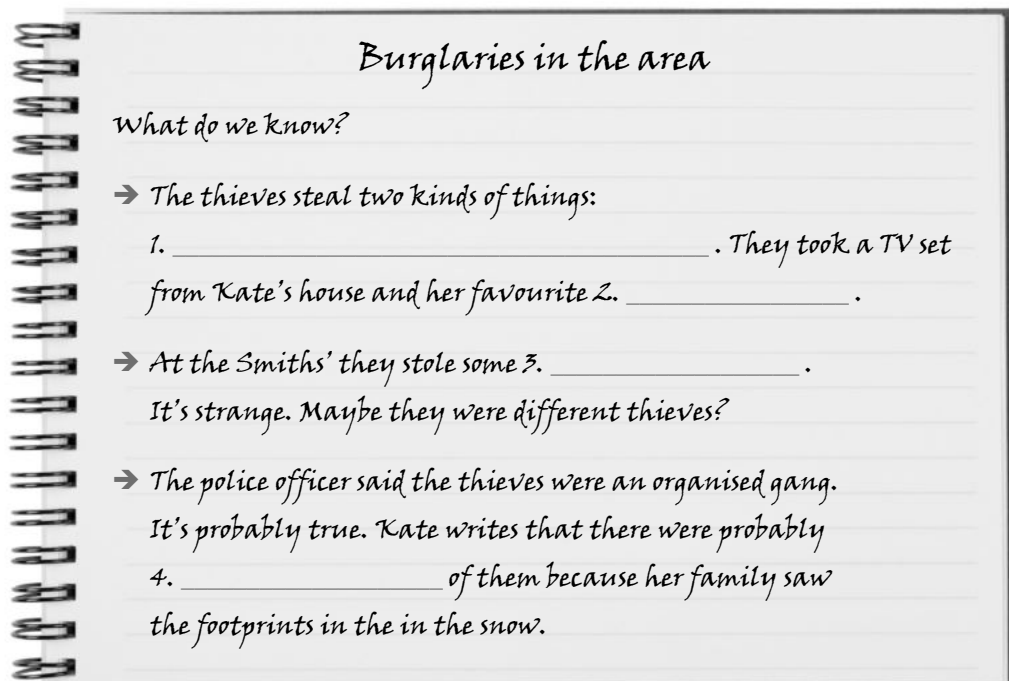 Burglaries in the area
What do we know?
➔ The thieves steal two kinds of things:
1. ______________________________ . They took a TV set
from Kate's house and her favourite 2. ______________ .
➔ At the Smiths' they stole some 3. ________________ .
It's strange. Maybe they were different thieves?
➔ The police officer said the thieves were an organised gang.
It's probably true. Kate writes that there were probably
4. ________________ of them because her family saw
the footprints in the in the snow.